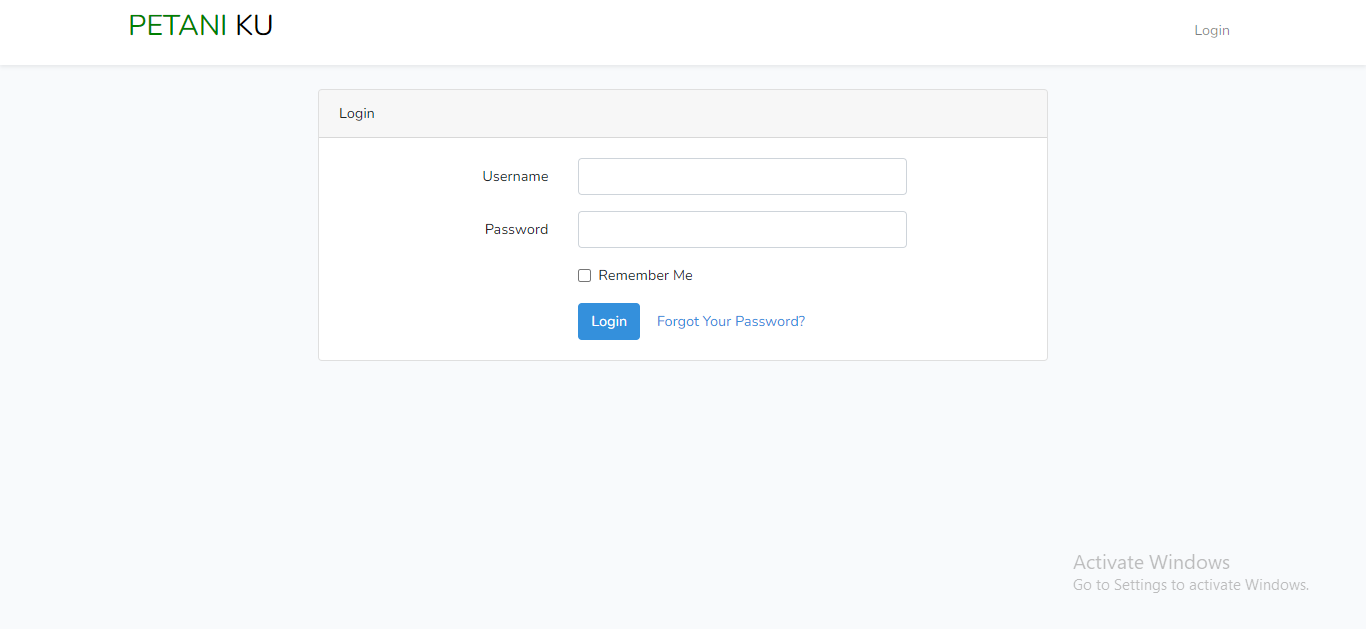 PETANI KU
Login
Login
Username
Password
Remember Me
Login
Forgot Your Password?
Activate Windows
Go to Settings to activate Windows.